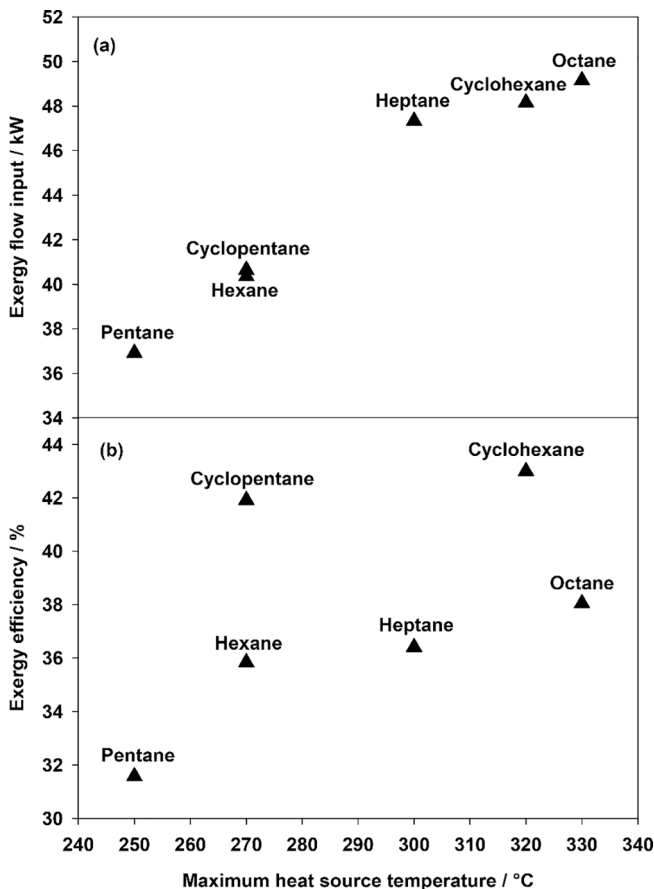 52
(a)
50
Octane
Cyclohexane
48
Heptane
46
44
42
Cyclopentane
40
Hexane
38
Pentane
36
34
Exergy flow input / kW
(b)
44
Cyclohexane
Cyclopentane
42
40
Octane
38
Heptane
Hexane
36
34
Pentane
32
30
Exergy efficiency / %
240 250 260 270 280 290 300 310 320 330 340
Maximum heat source temperature / °C